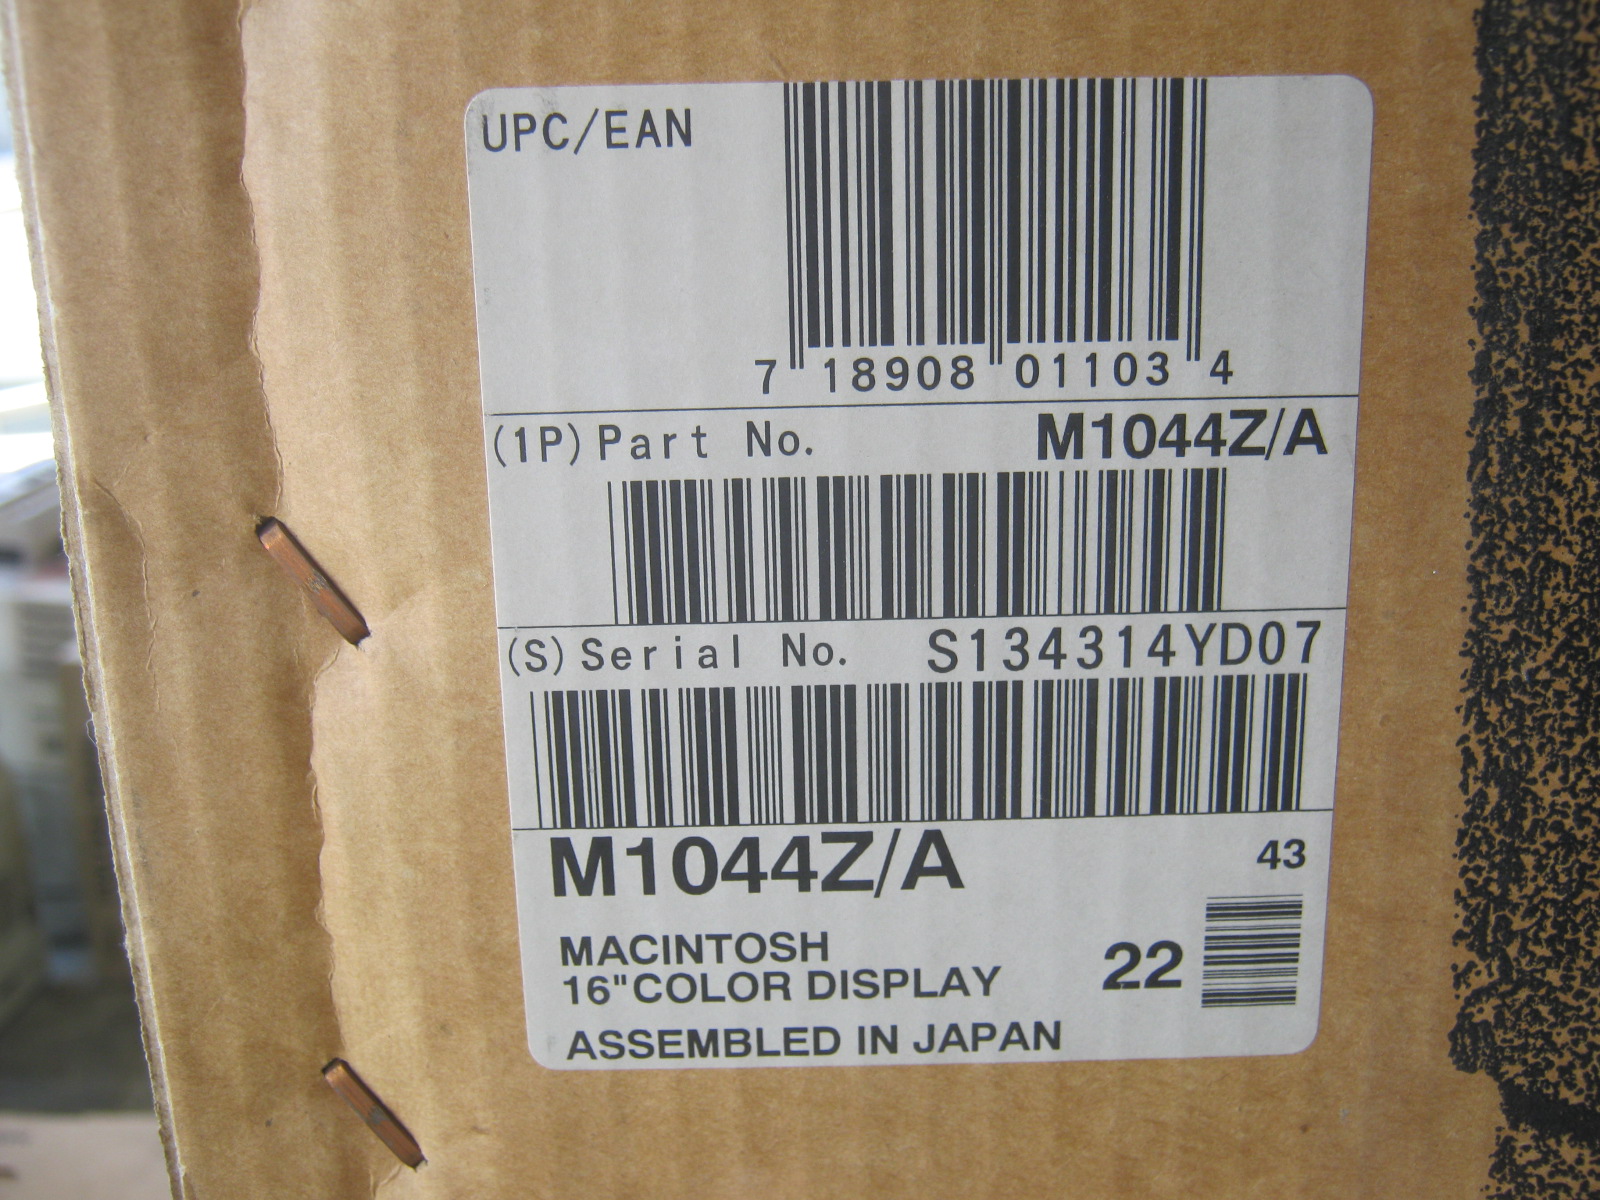 UPC/EAN
7 18908 01103 4
(1P) Part No. M1044Z/A
(S) Serial No. S134314YD07
M1044Z/A 43
MACINTOSH
16"COLOR DISPLAY 22
ASSEMBLED IN JAPAN